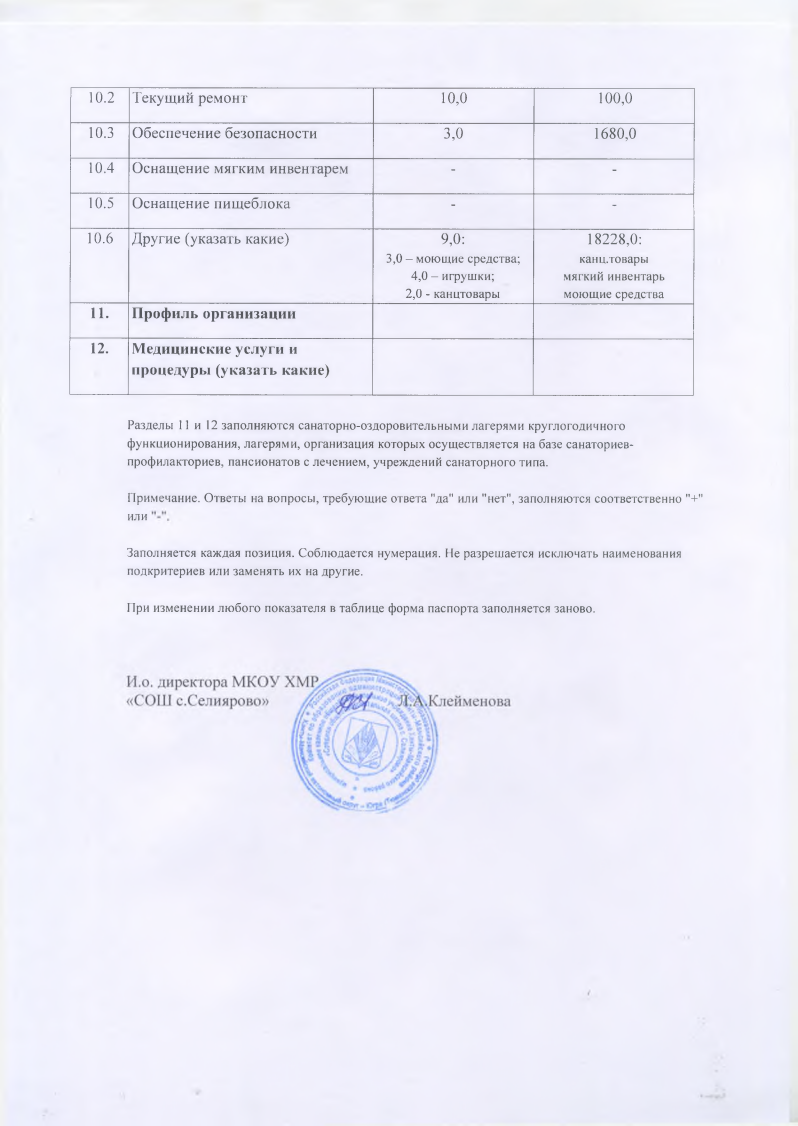 10.2 Текущий ремонт 10,0 100,0
10.3 Обеспечение безопасности 3,0 1680,0
10.4 Оснащение мягким инвентарем - -
10.5 Оснащение пищеблока - -
10.6 Другие (указать какие) 9,0: 18228,0:
3,0 – моющие средства; канц.товары
4,0 – игрушки; мягкий инвентарь
2,0 - канцтовары моющие средства
11. Профиль организации
12. Медицинские услуги и
процедуры (указать какие)
Разделы 11 и 12 заполняются санаторно-оздоровительными лагерями круглогодичного
функционирования, лагерями, организация которых осуществляется на базе санаториев-
профилакториев, пансионатов с лечением, учреждений санаторного типа.
Примечание. Ответы на вопросы, требующие ответа "да" или "нет", заполняются соответственно "+"
или "-".
Заполняется каждая позиция. Соблюдается нумерация. Не разрешается исключать наименования
подкритериев или заменять их на другие.
При изменении любого показателя в таблице форма паспорта заполняется заново.
И.о. директора МКОУ ХМР
«СОШ с.Селиярово» Л.А.Клейменова